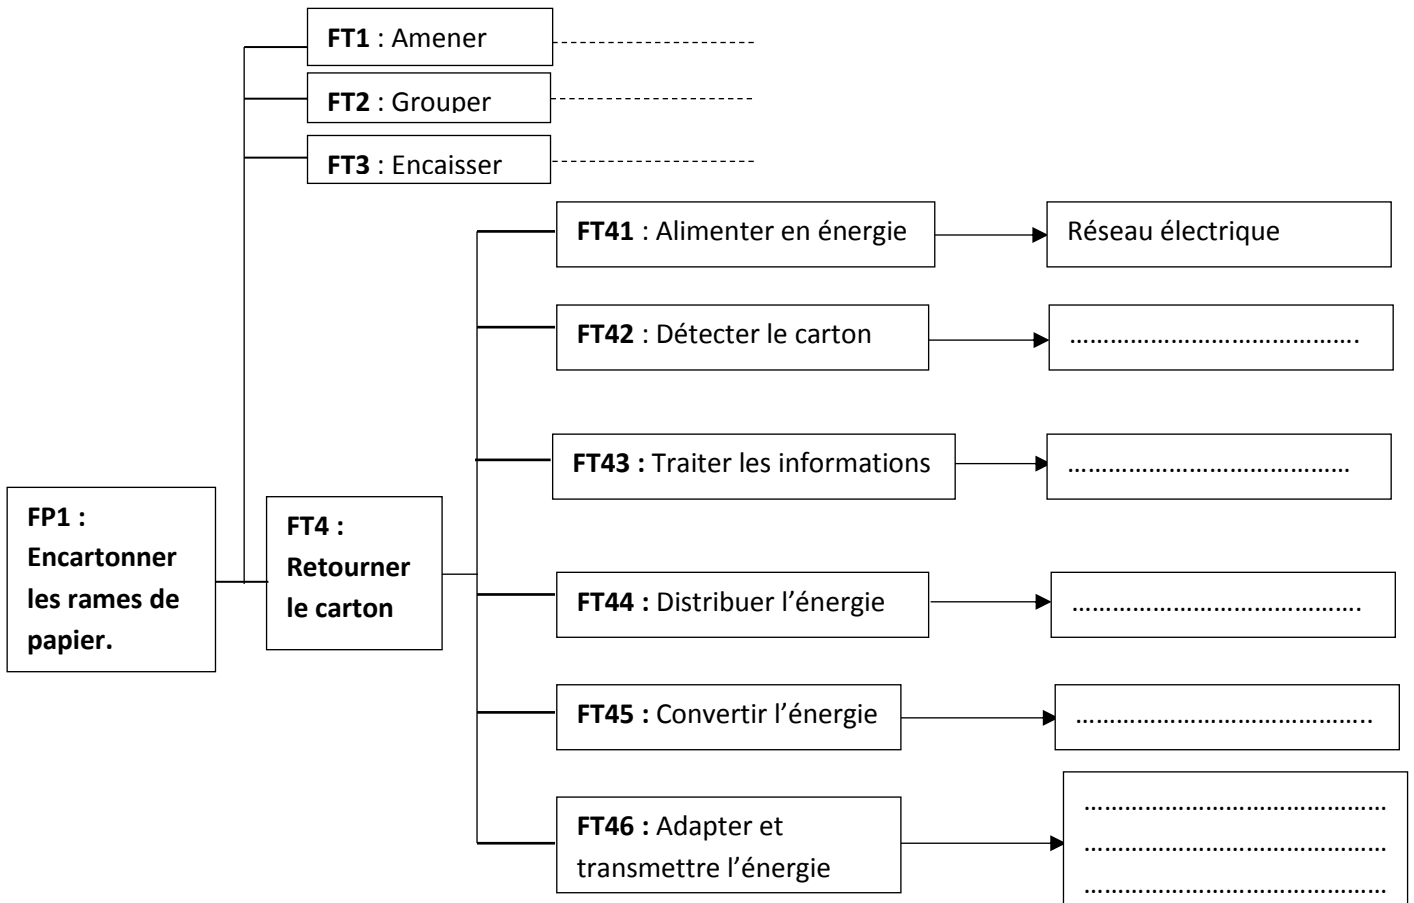 FT1 : Amener
FT2 : Grouper
FT3 : Encaisser
FT41 : Alimenter en énergie
Réseau électrique
FT42 : Détecter le carton
…………………………………….
FT43 : Traiter les informations
……………………………………
FP1 :
Encartonner
les rames de
papier.
FT4 :
Retourner
le carton
FT44 : Distribuer l’énergie
…………………………………….
FT45 : Convertir l’énergie
……………………………………..
FT46 : Adapter et
transmettre l’énergie
………………………………………
………………………………………
………………………………………